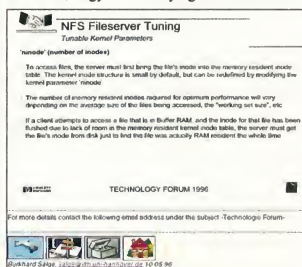 NFS Fileserver Tuning
Tunable Kernel Parameters
'ninode' (number of inodes)
To access files, the server must first bring the file's inode into the memory resident inode
table. The kernel inode structure is small by default, but can be redefined by modifying the
kernel parameter 'ninode'
The number of memory resident inodes required for optimum performance will vary
depending on the average size of the files being accessed, the "working set size", etc
If a client attempts to access a file that is in Buffer RAM, and the inode for that file has been
flushed due to lack of room in the memory resident kernel inode table, the server must get
the file's inode from disk just to find the file was actually RAM resident the whole time
HEWLETT
PACKARD
TECHNOLOGY FORUM 1996
For more details contact the following email address under the subject -Technologie Forum-
Burkhard Salge, 10 05 96